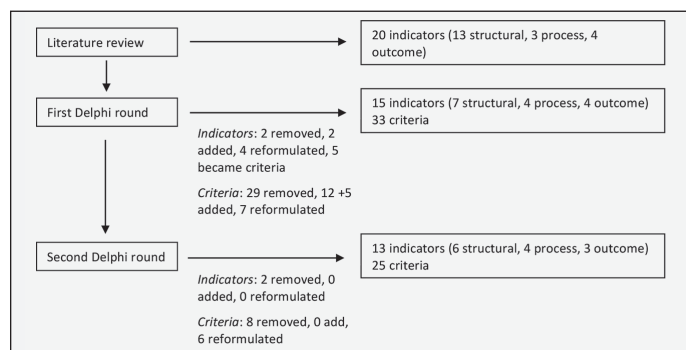 Literature review
20 indicators (13 structural, 3 process, 4
outcome)
First Delphi round
15 indicators (7 structural, 4 process, 4 outcome)
33 criteria
Indicators: 2 removed, 2
added, 4 reformulated, 5
became criteria
Criteria: 29 removed, 12 +5
added, 7 reformulated
Second Delphi round
13 indicators (6 structural, 4 process, 3 outcome)
25 criteria
Indicators: 2 removed, 0
added, 0 reformulated
Criteria: 8 removed, 0 add,
6 reformulated